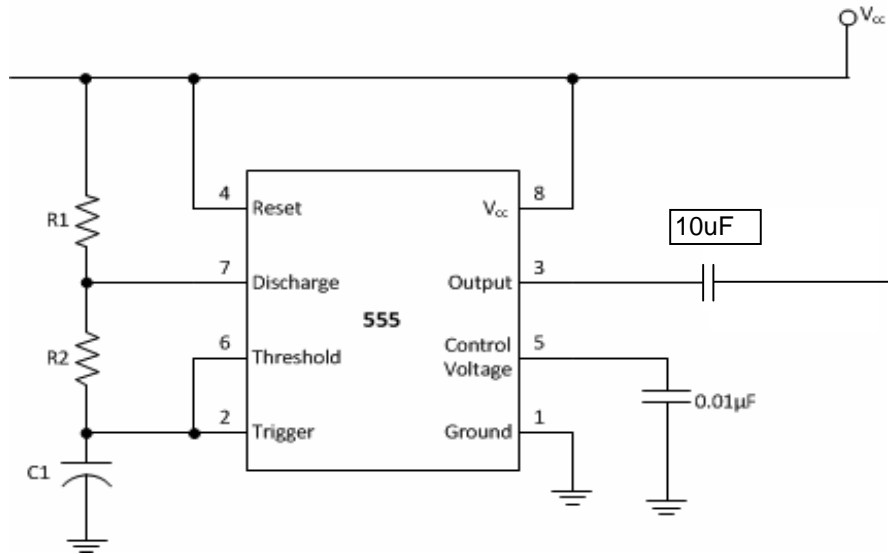 Vcc
4
Reset
Vcc
8
R1
10uF
7
Discharge
Output
3
555
R2
6
Threshold
Control
Voltage
5
0.01µF
2
Trigger
Ground
1
C1